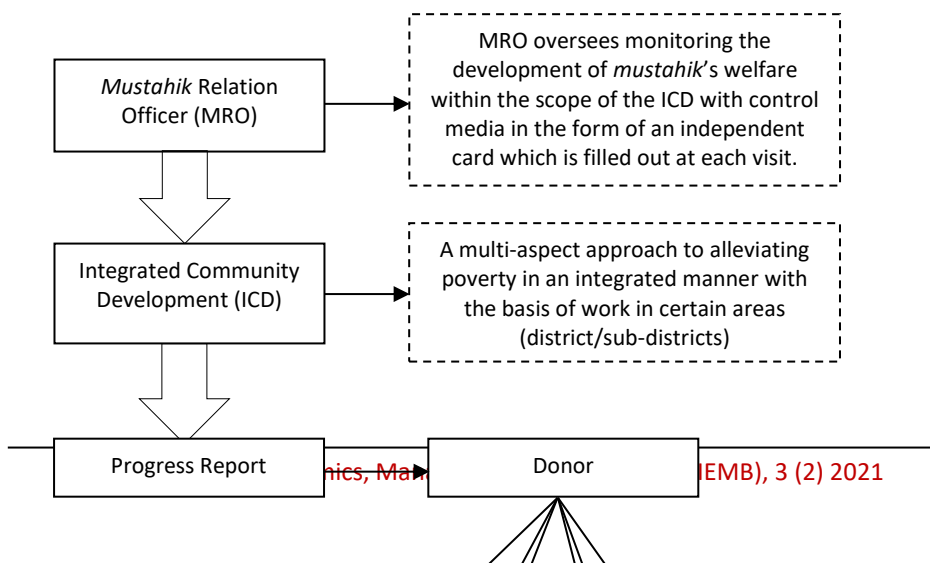 Mustahik Relation
Officer (MRO)
MRO oversees monitoring the
development of mustahik’s welfare
within the scope of the ICD with control
media in the form of an independent
card which is filled out at each visit.
Integrated Community
Development (ICD)
A multi-aspect approach to alleviating
poverty in an integrated manner with
the basis of work in certain areas
(district/sub-districts)
Progress Report
Donor
IEMB), 3 (2) 2021